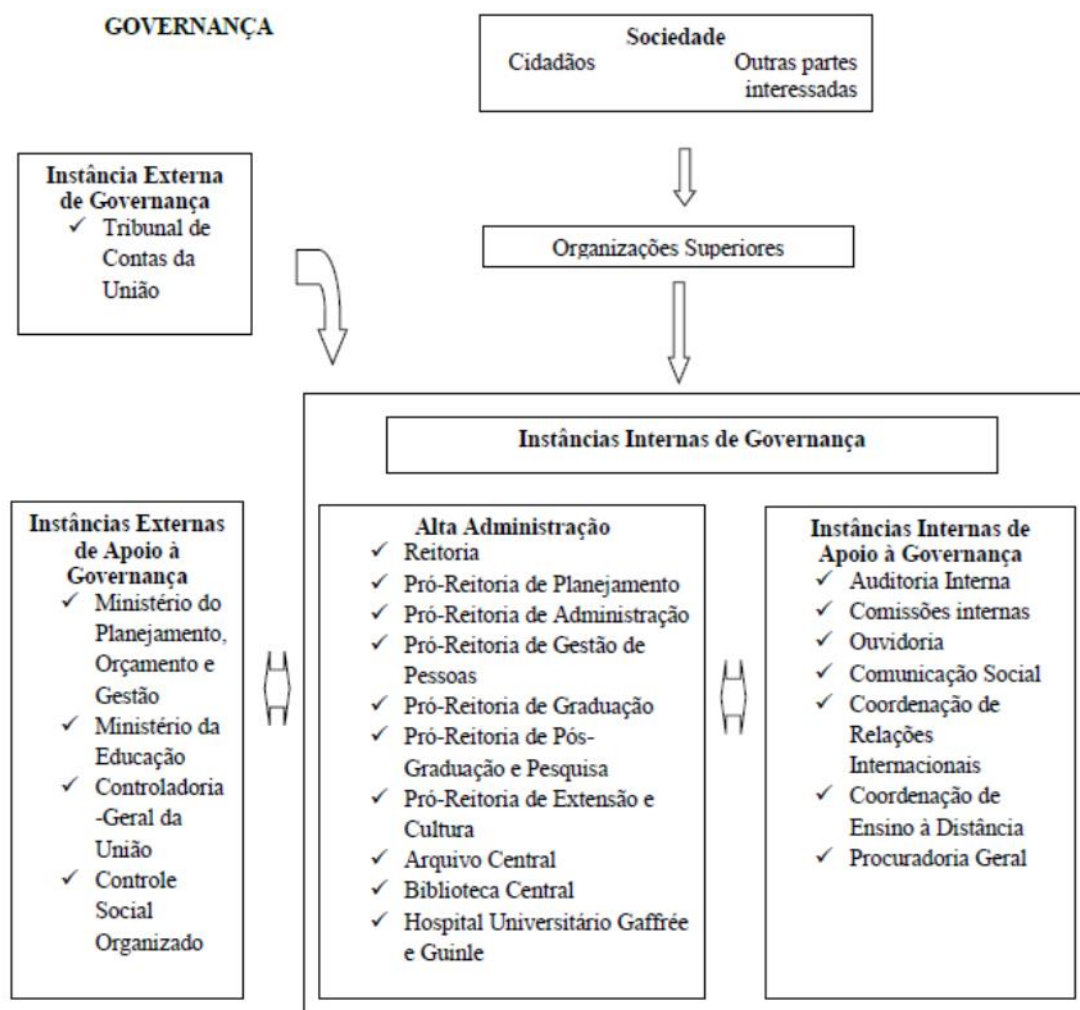 GOVERNANÇA
Sociedade
Cidadãos
Outras partes
interessadas
Instância Externa
de Governança
✓ Tribunal de
Contas da
União
Organizações Superiores
Instâncias Internas de Governança
Instâncias Externas
de Apoio à
Governança
✓ Ministério do
Planejamento,
Orçamento e
Gestão
✓ Ministério da
Educação
✓ Controladoria
-Geral da
União
✓ Controle
Social
Organizado
Alta Administração
✓ Reitoria
✓ Pró-Reitoria de Planejamento
✓ Pró-Reitoria de Administração
✓ Pró-Reitoria de Gestão de
Pessoas
✓ Pró-Reitoria de Graduação
✓ Pró-Reitoria de Pós-
Graduação e Pesquisa
✓ Pró-Reitoria de Extensão e
Cultura
✓ Arquivo Central
✓ Biblioteca Central
✓ Hospital Universitário Gaffrée
e Guinle
Instâncias Internas de
Apoio à Governança
✓ Auditoria Interna
✓ Comissões internas
✓ Ouvidoria
✓ Comunicação Social
✓ Coordenação de
Relações
Internacionais
✓ Coordenação de
Ensino à Distância
✓ Procuradoria Geral